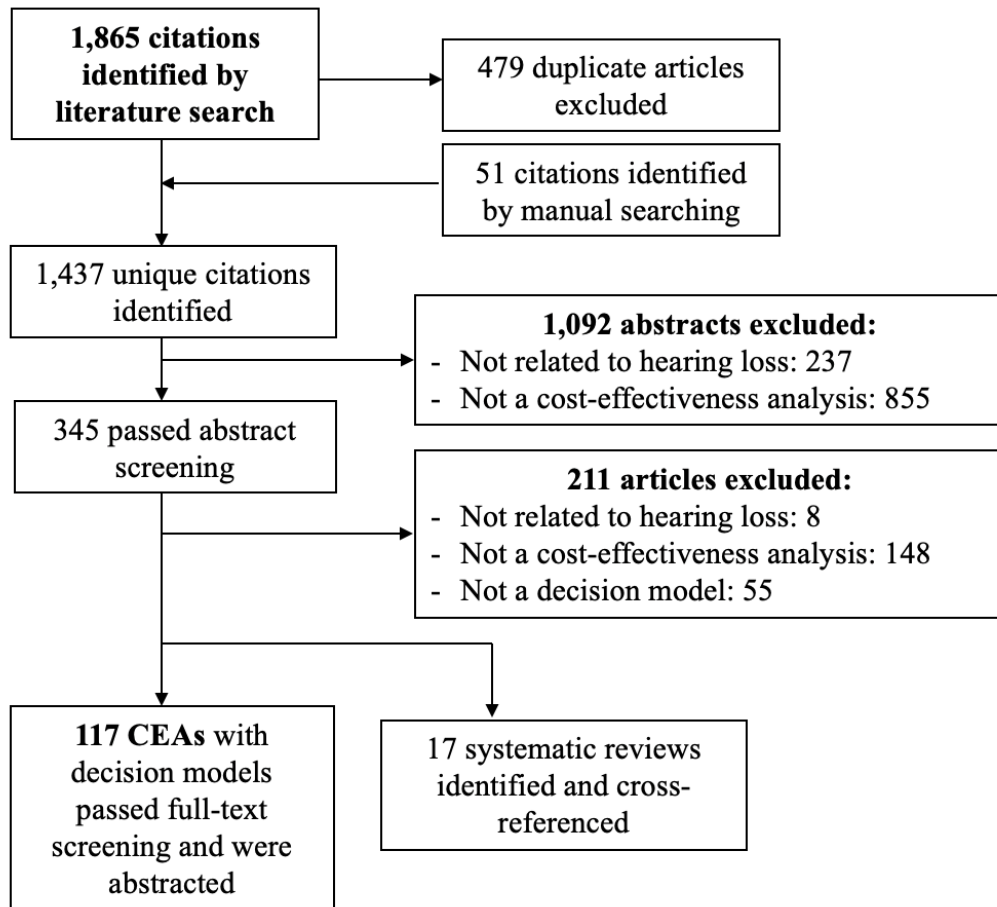 1,865 citations
identified by
literature search
479 duplicate articles
excluded
51 citations identified
by manual searching
1,437 unique citations
identified
1,092 abstracts excluded:
- Not related to hearing loss: 237
- Not a cost-effectiveness analysis: 855
345 passed abstract
screening
211 articles excluded:
- Not related to hearing loss: 8
- Not a cost-effectiveness analysis: 148
- Not a decision model: 55
117 CEAs with
decision models
passed full-text
screening and were
abstracted
17 systematic reviews
identified and cross-
referenced